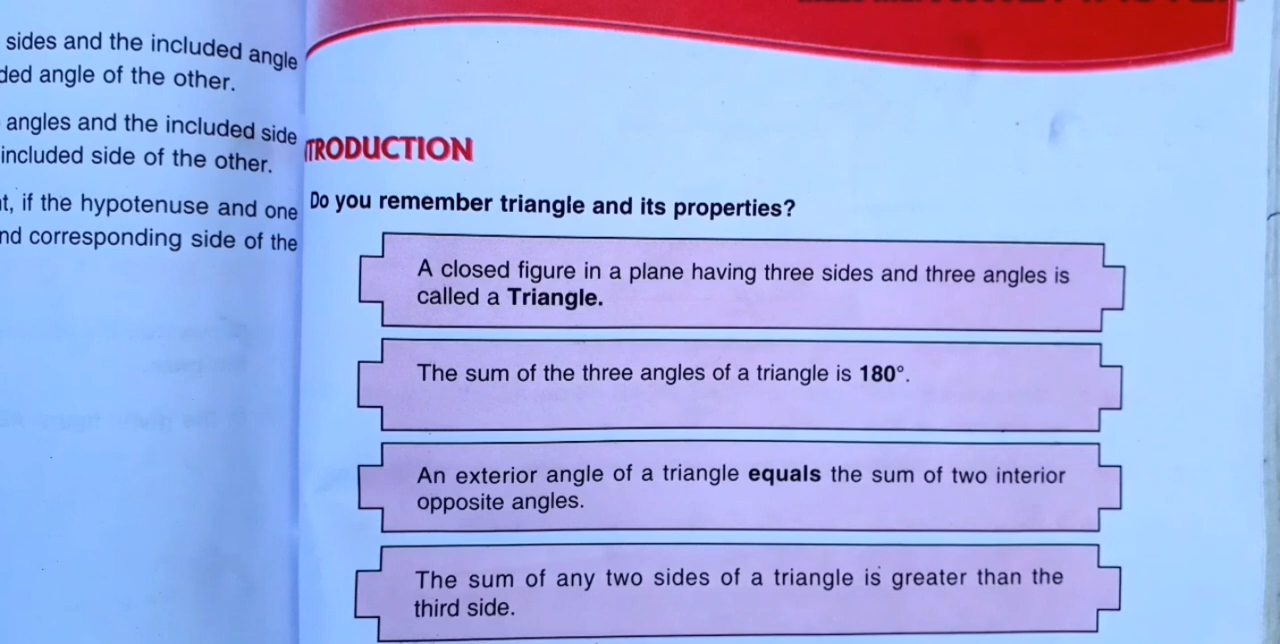 sides and the included angle
angle of the other.
angles and the included side
included side of the other.
if the hypotenuse and one
corresponding side of the
TRODUCTION
Do you remember triangle and its properties?
A closed figure in a plane having three sides and three angles is
called a Triangle.
The sum of the three angles of a triangle is 180°.
An exterior angle of a triangle equals the sum of two interior
opposite angles.
The sum of any two sides of a triangle is greater than the
third side.